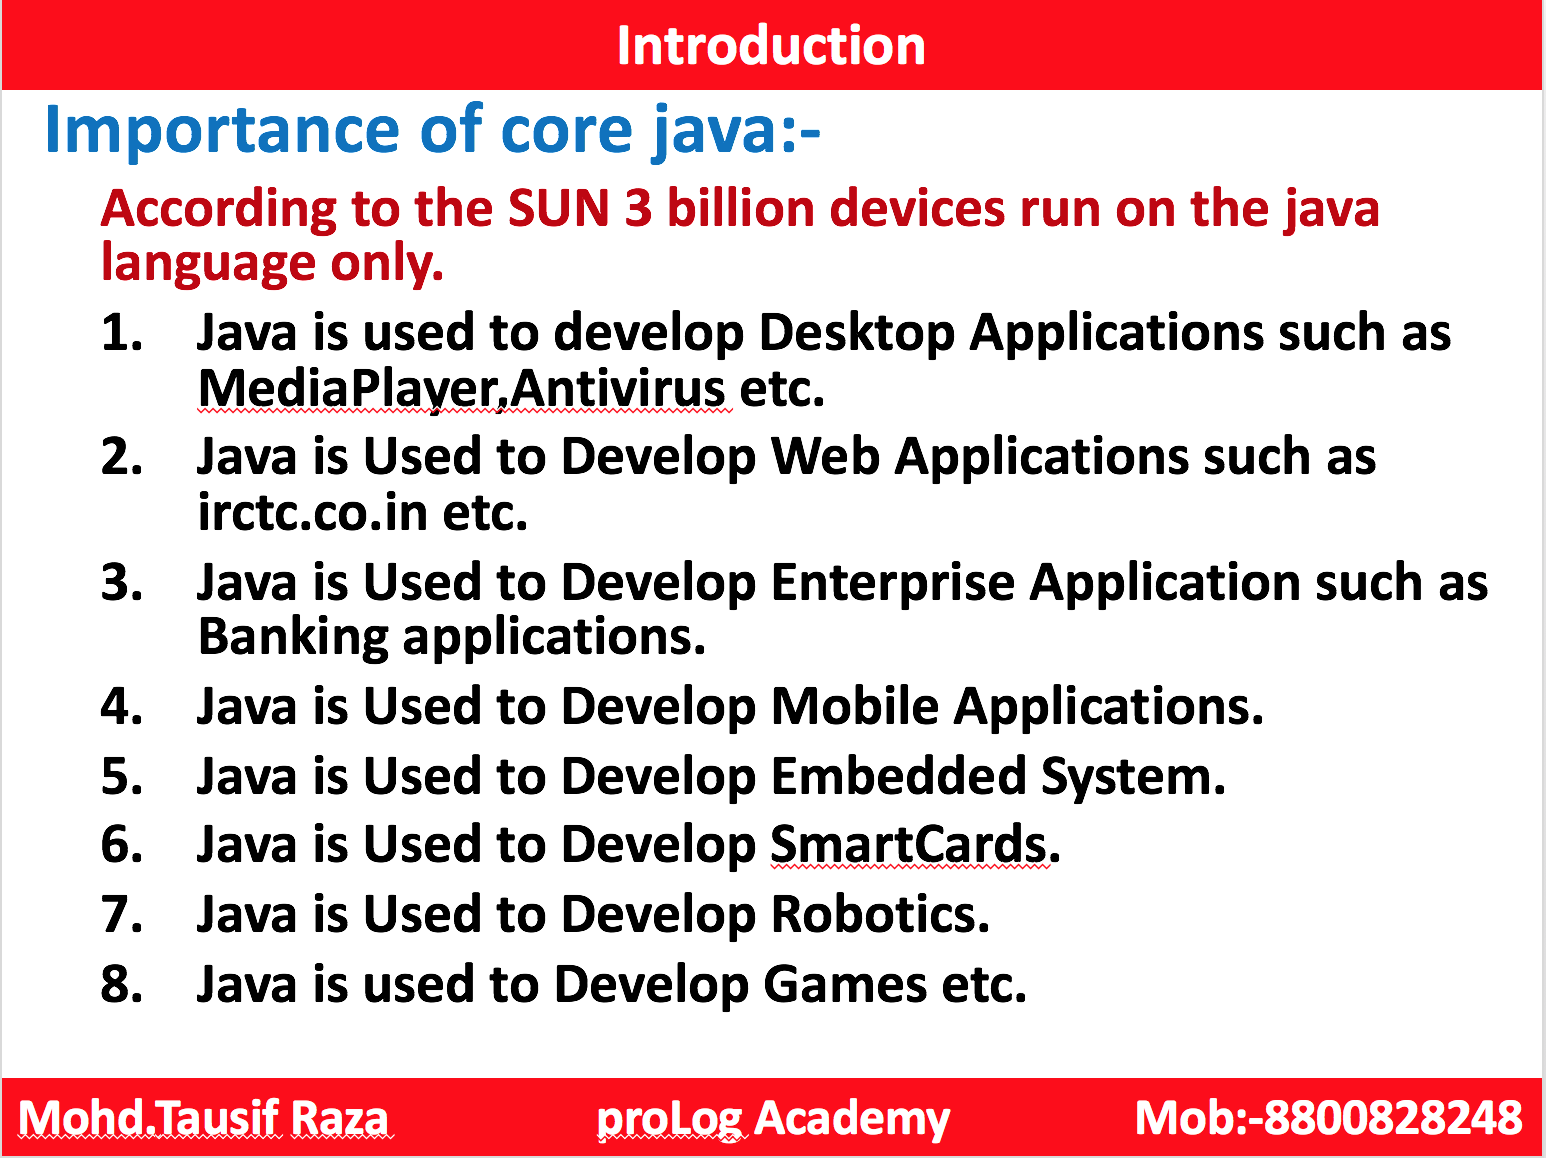 Introduction
Importance of core java:-
According to the SUN 3 billion devices run on the java
language only.
1. Java is used to develop Desktop Applications such as
MediaPlayer,Antivirus etc.
2. Java is Used to Develop Web Applications such as
irctc.co.in etc.
3. Java is Used to Develop Enterprise Application such as
Banking applications.
4. Java is Used to Develop Mobile Applications.
5. Java is Used to Develop Embedded System.
6. Java is Used to Develop SmartCards.
7. Java is Used to Develop Robotics.
8. Java is used to Develop Games etc.
Mohd.Tausif Raza proLog Academy Mob:-8800828248